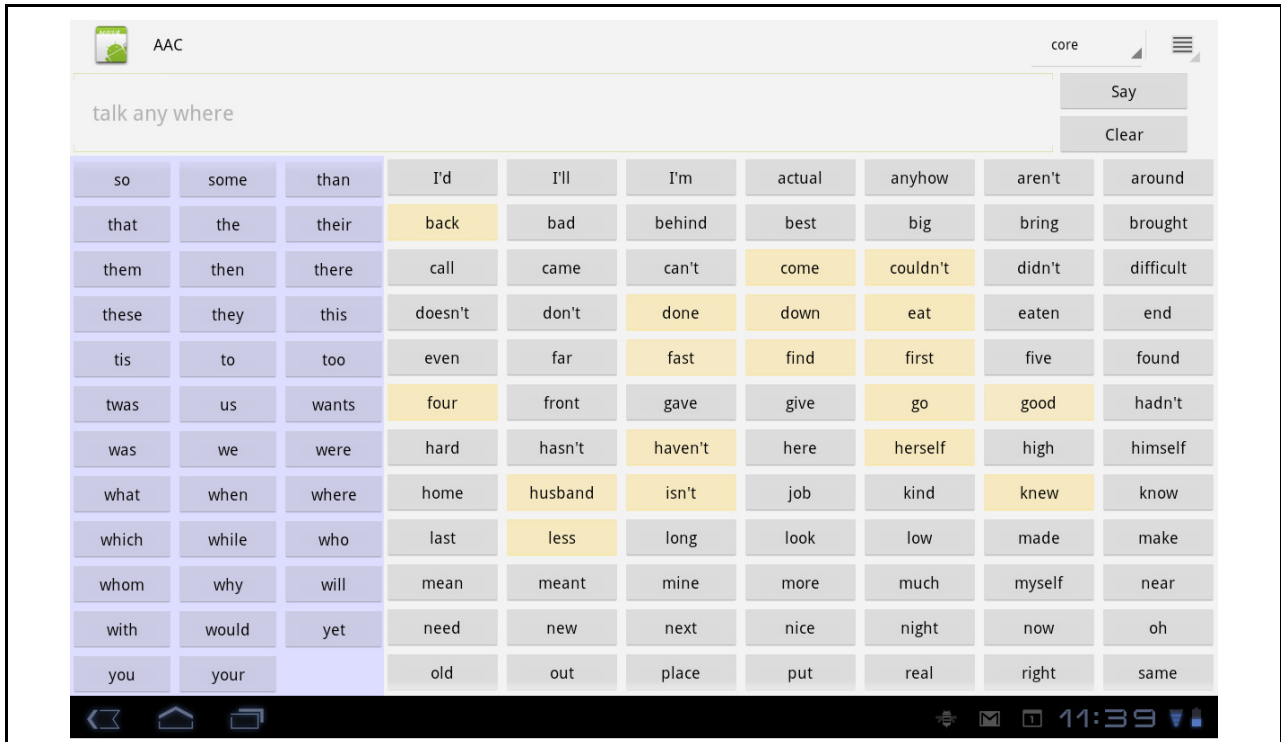 AAC core
talk any where
Say
Clear
so some than I'd I'll I'm actual anyhow aren't around
that the their back bad behind best big bring brought
them then there call came can't come couldn't didn't difficult
these they this doesn't don't done down eat eaten end
tis to too even far fast find first five found
twas us wants four front gave give go good hadn't
was we were hard hasn't haven't here herself high himself
what when where home husband isn't job kind knew know
which while who last less long look low made make
whom why will mean meant mine more much myself near
with would yet need new next nice night now oh
you your old out place put real right same
1 11:39